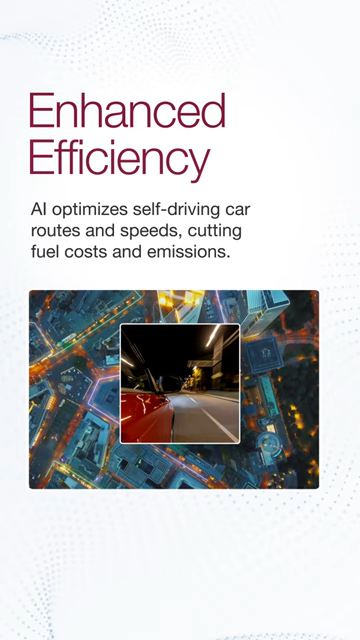 Enhanced
Efficiency
AI optimizes self-driving car
routes and speeds, cutting
fuel costs and emissions.